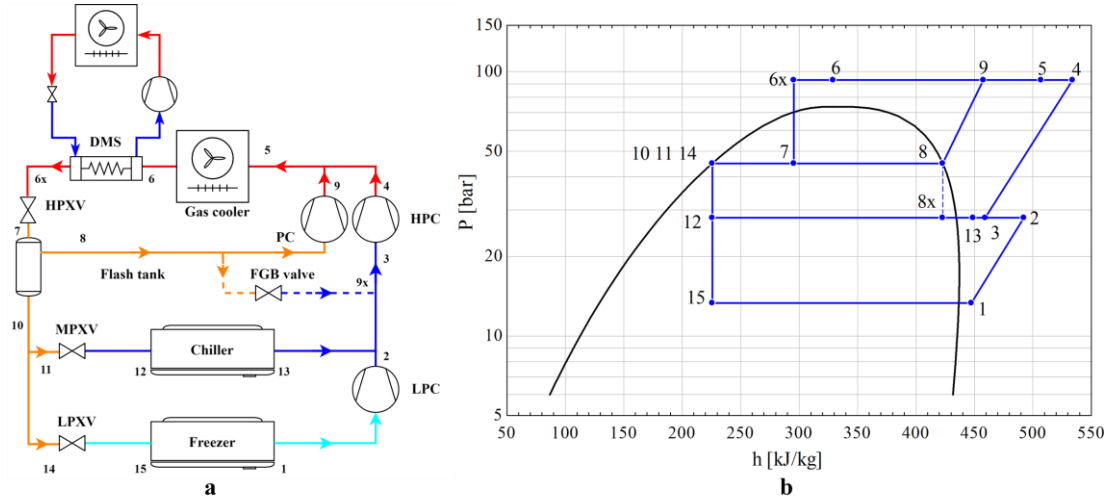 DMS
6x
6
5
Gas cooler
HPXV
9
4
7
8
PC
HPC
Flash tank
FGB valve
3
9x
10
MPXV
Chiller
2
11
12
13
LPC
LPXV
Freezer
14
15
1
a
P [bar]
150
100
50
20
10
5
6x
6
9
5
4
10 11 14
7
8
12
8x
13
3
2
15
1
50 100 150 200 250 300 350 400 450 500 550
h [kJ/kg]
b